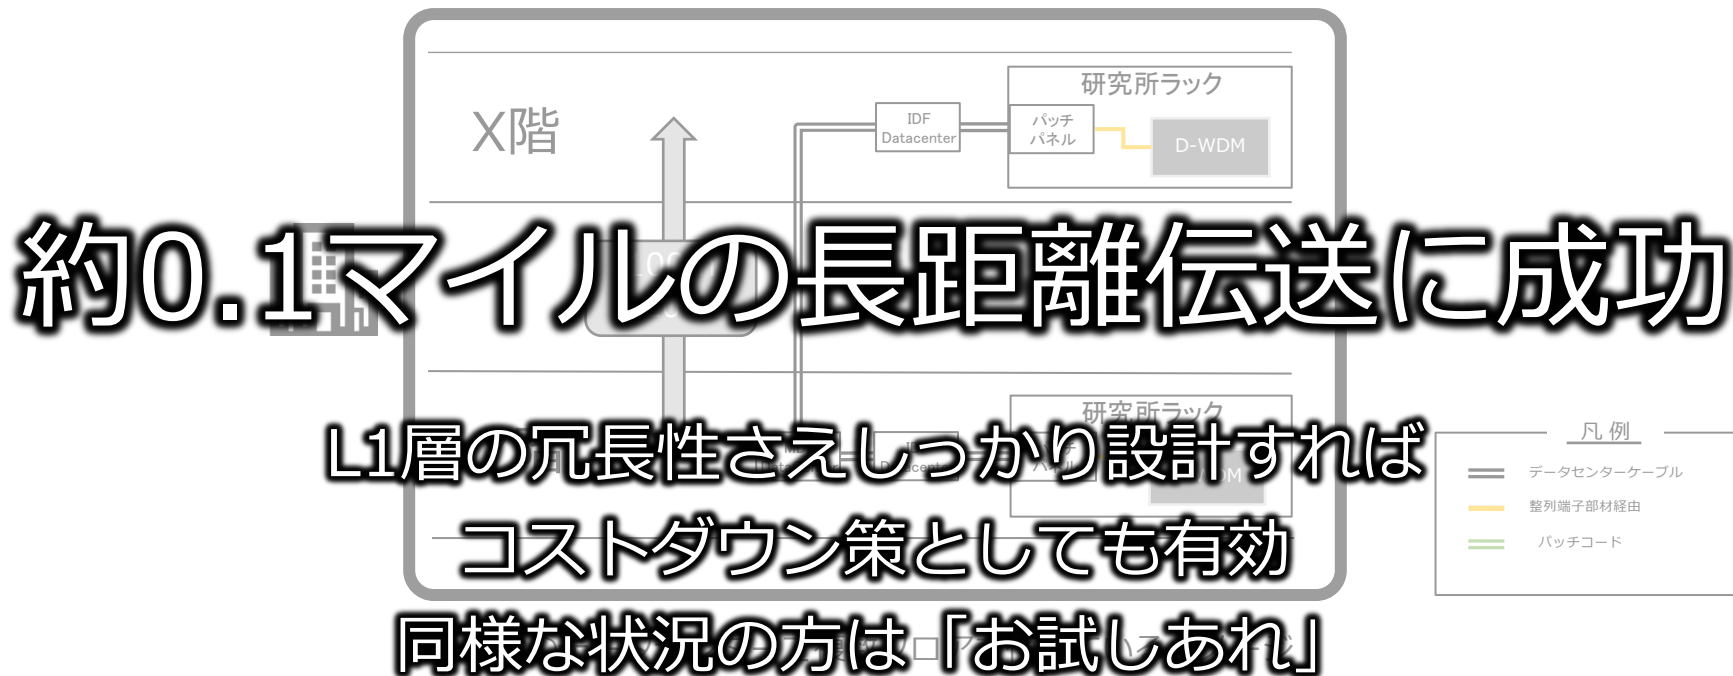 研究所ラック
X階
IDF
Datacenter
パッチ
パネル
D-WDM
約0.1マイルの長距離伝送に成功
研究所ラック
凡例
L1層の冗長性さえしっかり設計すれば
データセンターケーブル
整列端子部材経由
コストダウン策としても有効
パッチコード
同様な状況の方は「お試しあれ」